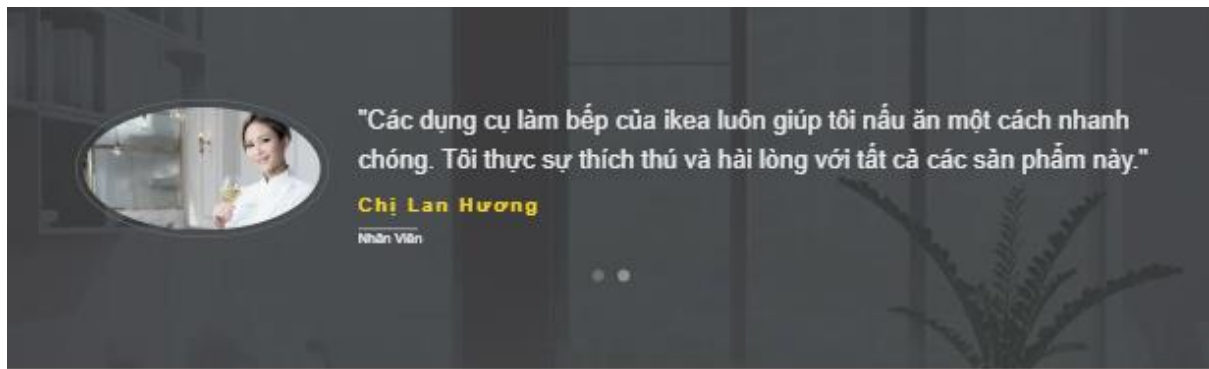 "Các dụng cụ làm bếp của ikea luôn giúp tôi nấu ăn một cách nhanh
chóng. Tôi thực sự thích thú và hài lòng với tất cả các sản phẩm này."
Chị Lan Hương
Nhân Viên